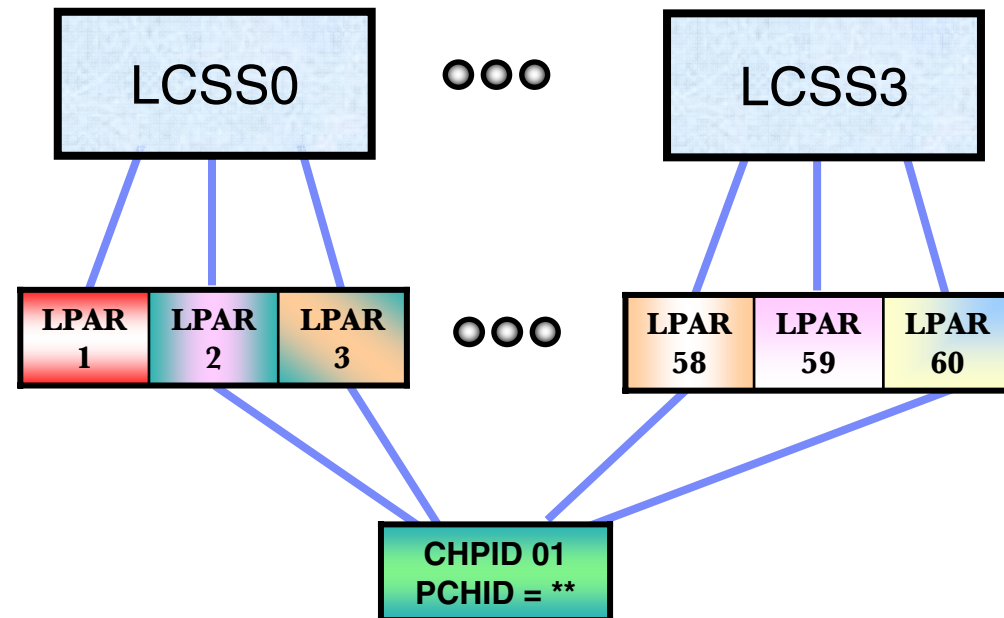 LCSS0
LCSS3
LPAR
1
LPAR
2
LPAR
3
LPAR
58
LPAR
59
LPAR
60
CHPID 01
PCHID = **